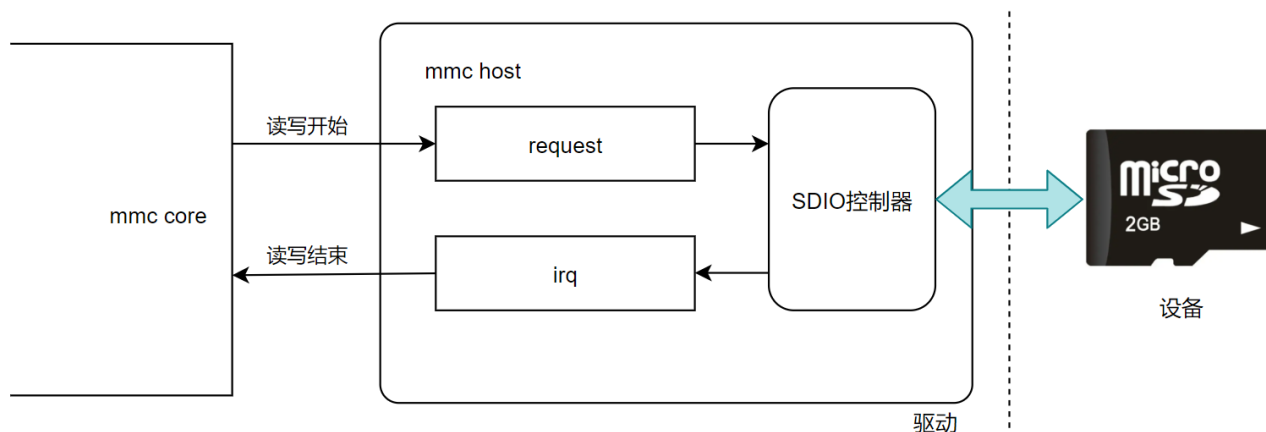 mmc host
读写开始
request
mmc core
SDIO控制器
读写结束
irq
驱动
micro
SD
2GB
设备